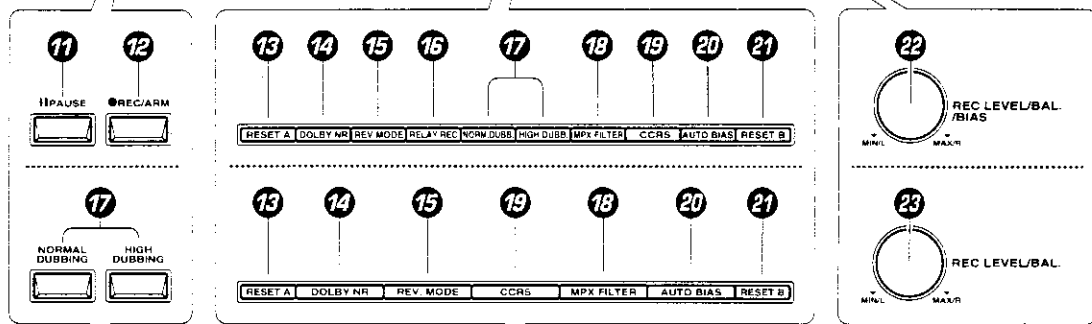 11 12
II PAUSE ●REC/ARM
17
NORMAL DUBBING HIGH DUBBING
13 14 15 16 17 18 19 20 21
RESET A DOLBY NR REV MODE RELAY REC NORM.DUBB. HIGH DUBB. MPX FILTER CCRS AUTO BIAS RESET B
13 14 15 19 18 20 21
RESET A DOLBY NR REV. MODE CCRS MPX FILTER AUTO BIAS RESET B
22
REC LEVEL/BAL.
/BIAS
MIN/L MAX/R
23
REC LEVEL/BAL.
MIN/L MAX/R